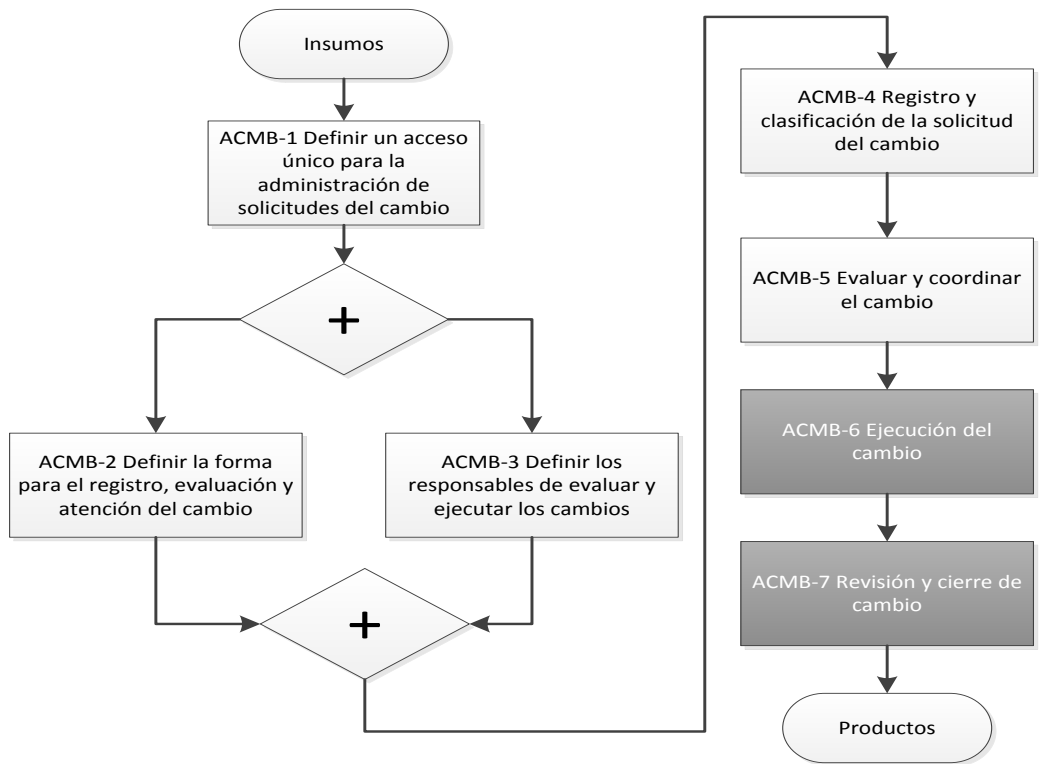 Insumos
ACMB-1 Definir un acceso
único para la
administración de
solicitudes del cambio
+
ACMB-2 Definir la forma
para el registro, evaluación y
atención del cambio
ACMB-3 Definir los
responsables de evaluar y
ejecutar los cambios
+
ACMB-4 Registro y
clasificación de la solicitud
del cambio
ACMB-5 Evaluar y coordinar
el cambio
ACMB-6 Ejecución del
cambio
ACMB-7 Revisión y cierre de
cambio
Productos